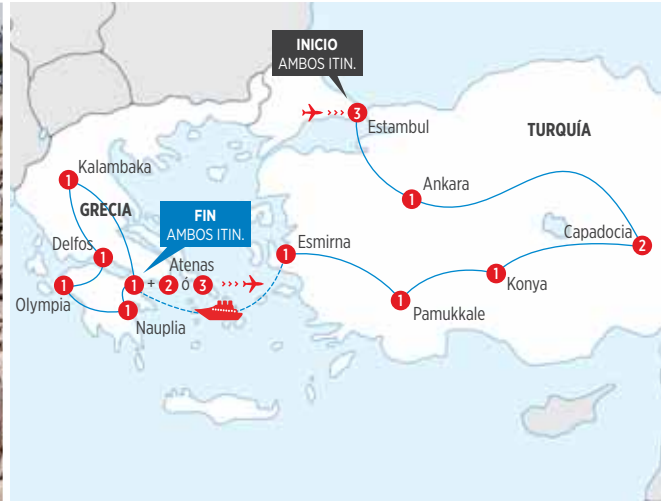 INICIO
AMBOS ITIN.
››› 3
Estambul
TURQUÍA
1
Kalambaka
1
Ankara
GRECIA
FIN
AMBOS ITIN.
Capadocia
2
Delfos
1
Esmirna
1
Atenas
1 + 2 ó 3 ›››
1
Konya
1
Olympia
1
Nauplia
1
Pamukkale